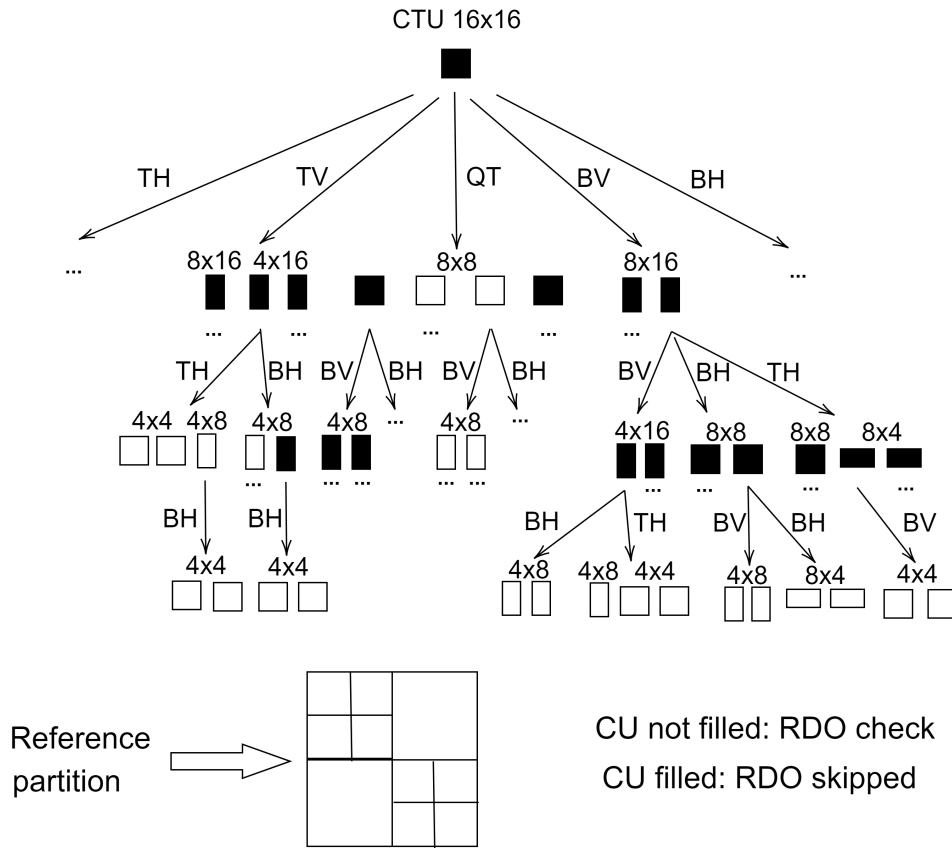 CTU 16x16
TH TV QT BV BH
8x16 4x16 8x8 8x16
... ...
... ... ... ... ...
TH BH BV BH BV BH BV BH TH
4x4 4x8 4x8 4x8 ... 4x8 ... 4x16 8x8 8x8 8x4
... ... ... ... ... ... ... ... ...
BH BH BH TH BV BH BV
4x4 4x4 4x8 4x8 4x4 4x8 8x4 4x4
Reference
partition
CU not filled: RDO check
CU filled: RDO skipped